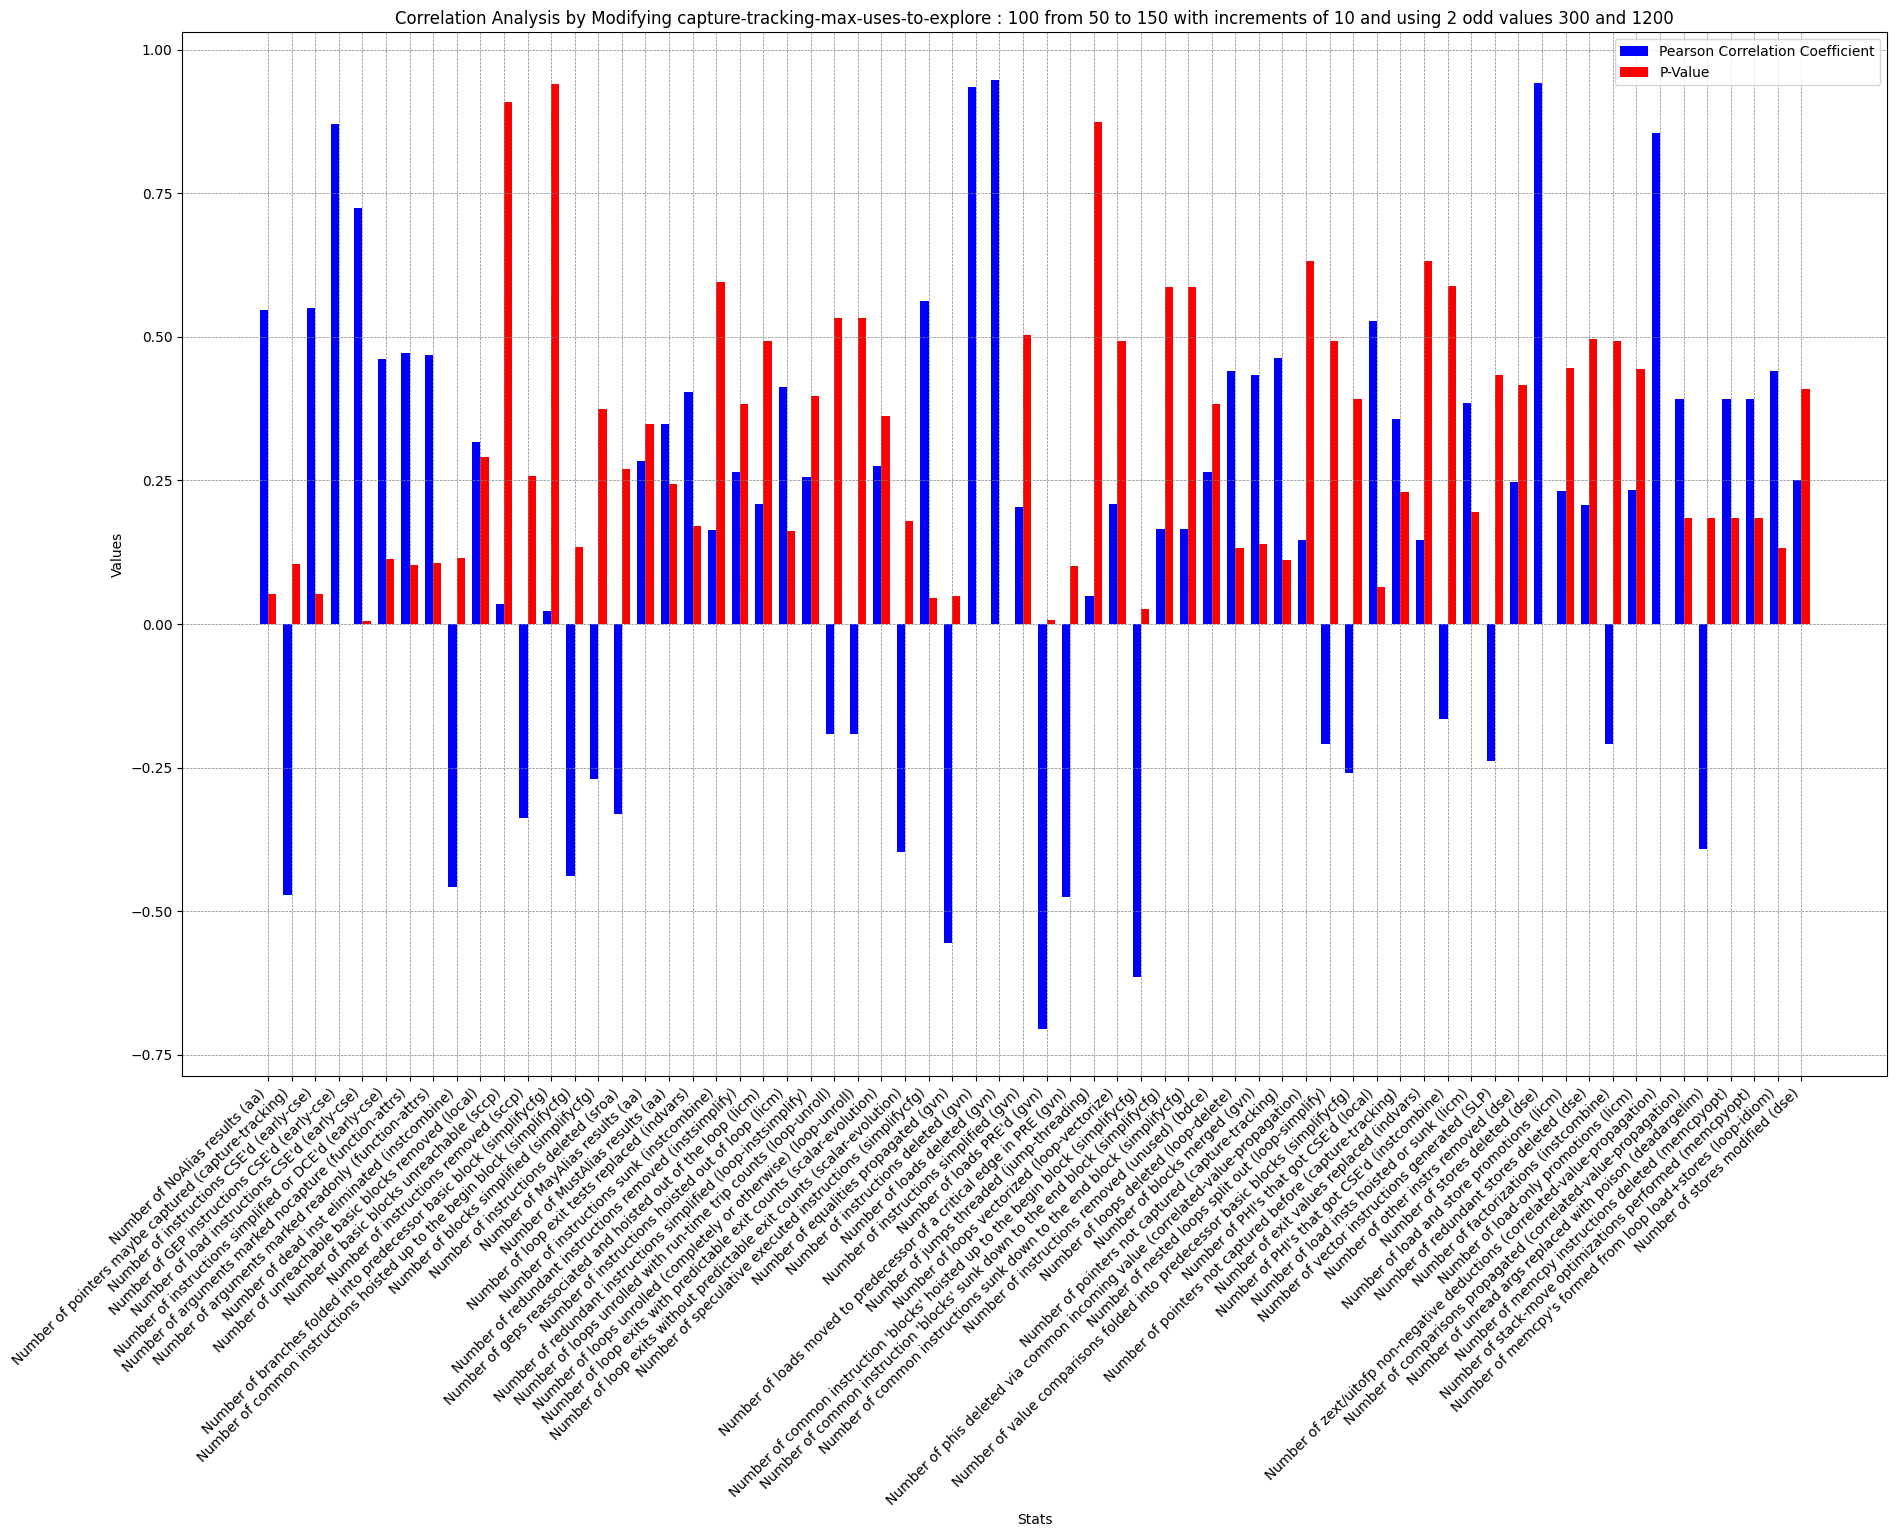 Correlation Analysis by Modifying capture-tracking-max-uses-to-explore : 100 from 50 to 150 with increments of 10 and using 2 odd values 300 and 1200
Pearson Correlation Coefficient
P-Value
1.00
0.75
0.50
0.25
0.00
−0.25
−0.50
−0.75
Values
Number of NoAlias results (aa)
Number of pointers maybe captured (capture-tracking)
Number of instructions CSE'd (early-cse)
Number of GEP instructions CSE'd (early-cse)
Number of load instructions CSE'd (early-cse)
Number of instructions simplified or DCE'd (early-cse)
Number of arguments marked nocapture (function-attrs)
Number of arguments marked readonly (function-attrs)
Number of dead inst eliminated (instcombine)
Number of unreachable basic blocks removed (local)
Number of basic blocks unreachable (sccp)
Number of instructions removed (sccp)
Number of branches folded into predecessor basic block (simplifycfg)
Number of common instructions hoisted up to the begin block (simplifycfg)
Number of blocks simplified (simplifycfg)
Number of instructions deleted (sroa)
Number of MayAlias results (aa)
Number of MustAlias results (aa)
Number of loop exit tests replaced (indvars)
Number of instructions sunk (instcombine)
Number of redundant instructions removed (instsimplify)
Number of geps reassociated and hoisted out of the loop (licm)
Number of instructions hoisted out of loop (licm)
Number of redundant instructions simplified (loop-instsimplify)
Number of loops unrolled with run-time trip counts (loop-unroll)
Number of loops unrolled (completely or otherwise) (loop-unroll)
Number of loop exits with predictable exit counts (scalar-evolution)
Number of loop exits without predictable exit counts (scalar-evolution)
Number of speculative executed instructions (simplifycfg)
Number of equalities propagated (gvn)
Number of instructions deleted (gvn)
Number of loads deleted (gvn)
Number of instructions simplified (gvn)
Number of loads PRE'd (gvn)
Number of loads moved to predecessor of a critical edge in PRE (gvn)
Number of jumps threaded (jump-threading)
Number of loops vectorized (loop-vectorize)
Number of common instruction 'blocks' hoisted up to the begin block (simplifycfg)
Number of common instruction 'blocks' sunk down to the end block (simplifycfg)
Number of common instructions sunk down to the end block (simplifycfg)
Number of instructions removed (unused) (bdce)
Number of loops deleted (loop-delete)
Number of blocks merged (gvn)
Number of pointers not captured (capture-tracking)
Number of phis deleted via common incoming value (correlated-value-propagation)
Number of nested loops split out (loop-simplify)
Number of value comparisons folded into predecessor basic blocks (simplifycfg)
Number of PHI's that got CSE'd (local)
Number of pointers not captured before (capture-tracking)
Number of exit values replaced (indvars)
Number of PHI's that got CSE'd (instcombine)
Number of load insts hoisted or sunk (licm)
Number of vector instructions generated (SLP)
Number of other instrs removed (dse)
Number of stores deleted (dse)
Number of load and store promotions (licm)
Number of redundant stores deleted (dse)
Number of factorizations (instcombine)
Number of load-only promotions (licm)
Number of zext/uitofp non-negative deductions (correlated-value-propagation)
Number of comparisons propagated (correlated-value-propagation)
Number of unread args replaced with poison (deadargelim)
Number of memcpy instructions deleted (memcpyopt)
Number of stack-move optimizations performed (memcpyopt)
Number of memcpy's formed from loop load+stores (loop-idiom)
Number of stores modified (dse)
Stats